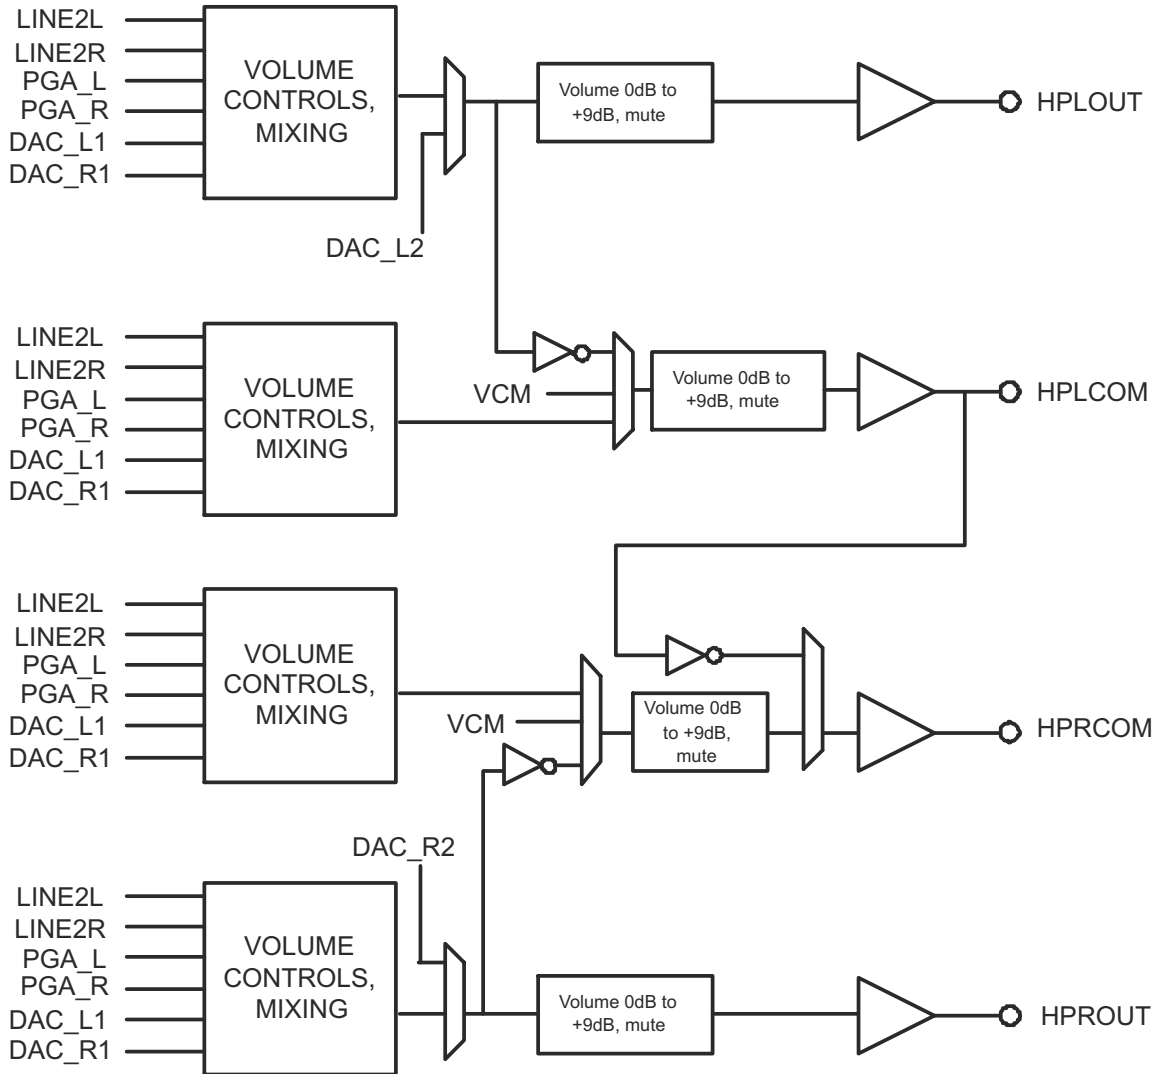 LINE2L
LINE2R
PGA_L
PGA_R
DAC_L1
DAC_R1
VOLUME
CONTROLS,
MIXING
DAC_L2
Volume 0dB to
+9dB, mute
HPLOUT
LINE2L
LINE2R
PGA_L
PGA_R
DAC_L1
DAC_R1
VOLUME
CONTROLS,
MIXING
VCM
Volume 0dB to
+9dB, mute
HPLCOM
LINE2L
LINE2R
PGA_L
PGA_R
DAC_L1
DAC_R1
VOLUME
CONTROLS,
MIXING
VCM
Volume 0dB
to +9dB,
mute
HPRCOM
DAC_R2
LINE2L
LINE2R
PGA_L
PGA_R
DAC_L1
DAC_R1
VOLUME
CONTROLS,
MIXING
Volume 0dB to
+9dB, mute
HPROUT